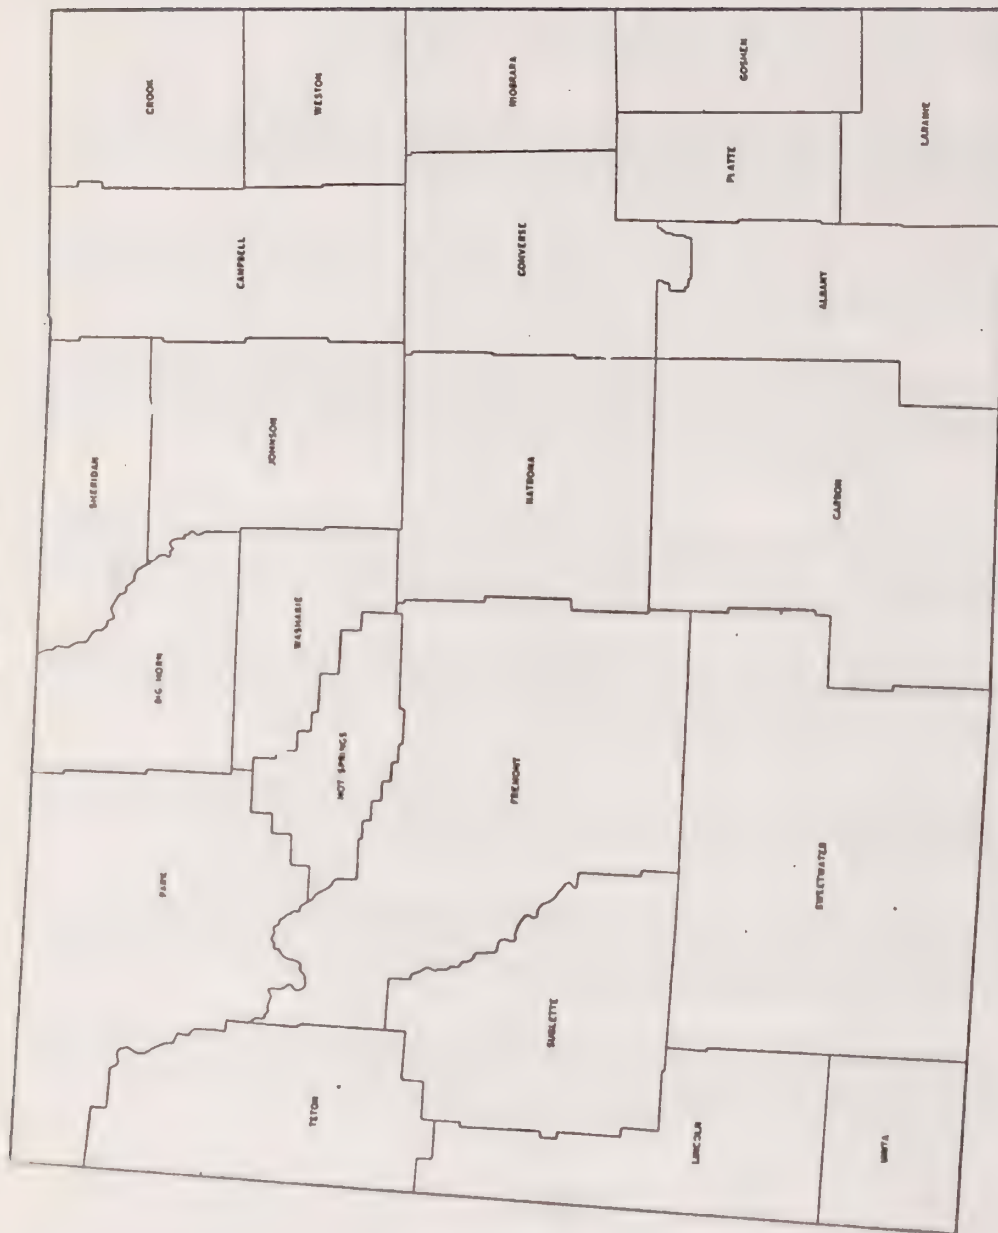 PARK
BIG HORN
SHERIDAN
CROOK
CAMPBELL
TETON
HOT SPRINGS
WASHAKIE
JOHNSON
WESTON
SUBLETTE
FREMONT
NATRONA
CONVERSE
NIOBRARA
LINCOLN
PLATTE
GOSHEN
SWEETWATER
CARBON
ALBANY
UINTA
LARAMIE